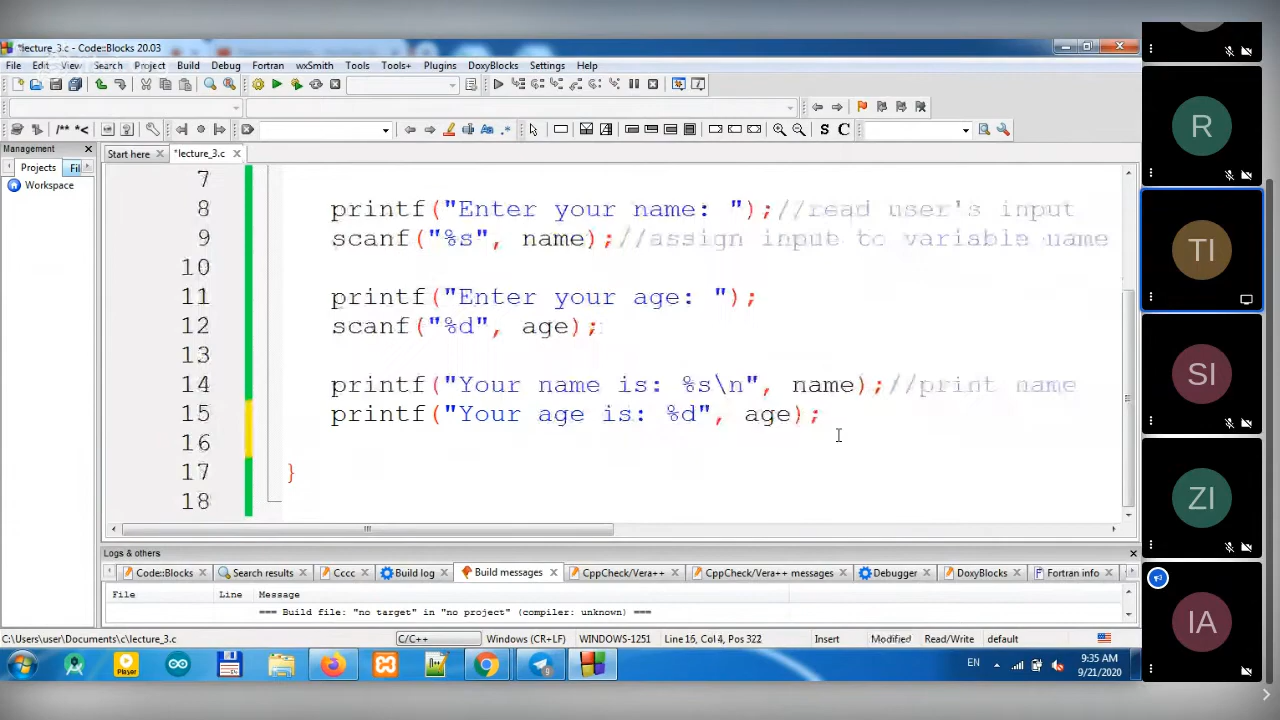 *lecture_3.c - Code::Blocks 20.03
File Edit View Search Project Build Debug Fortran wxSmith Tools Tools+ Plugins DoxyBlocks Settings Help
/** *<
S C
Management
Start here *lecture_3.c
Projects Fil
Workspace
7
8 printf("Enter your name: ");//read user's input
9 scanf("%s", name);//assign input to variable name
10
11 printf("Enter your age: ");
12 scanf("%d", age);
13
14 printf("Your name is: %s\n", name);//print name
15 printf("Your age is: %d", age);
16
17 }
18
Logs & others
Code::Blocks Search results Cccc Build log Build messages CppCheck/Vera++ CppCheck/Vera++ messages Debugger DoxyBlocks Fortran info
File Line Message
=== Build file: "no target" in "no project" (compiler: unknown) ===
C:\Users\user\Documents\c\lecture_3.c C/C++ Windows (CR+LF) WINDOWS-1251 Line 16, Col 4, Pos 322 Insert Modified Read/Write default
Player
EN
9:35 AM
9/21/2020
R
TI
SI
ZI
IA